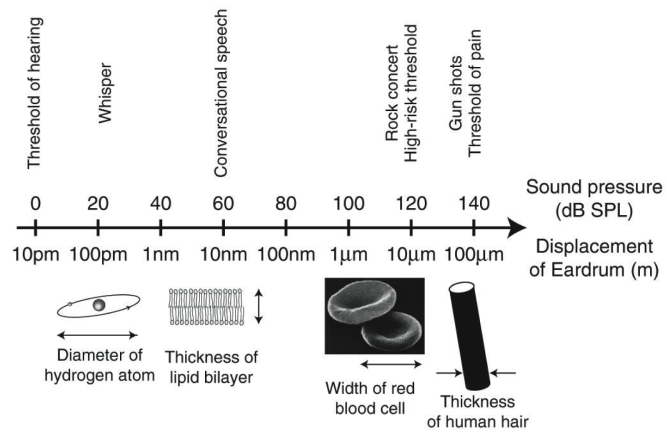 Threshold of hearing
Whisper
Conversational speech
Rock concert
High-risk threshold
Gun shots
Threshold of pain
0 20 40 60 80 100 120 140
Sound pressure
(dB SPL)
10pm 100pm 1nm 10nm 100nm 1μm 10μm 100μm
Displacement
of Eardrum (m)
Diameter of
hydrogen atom
Thickness of
lipid bilayer
Width of red
blood cell
Thickness
of human hair